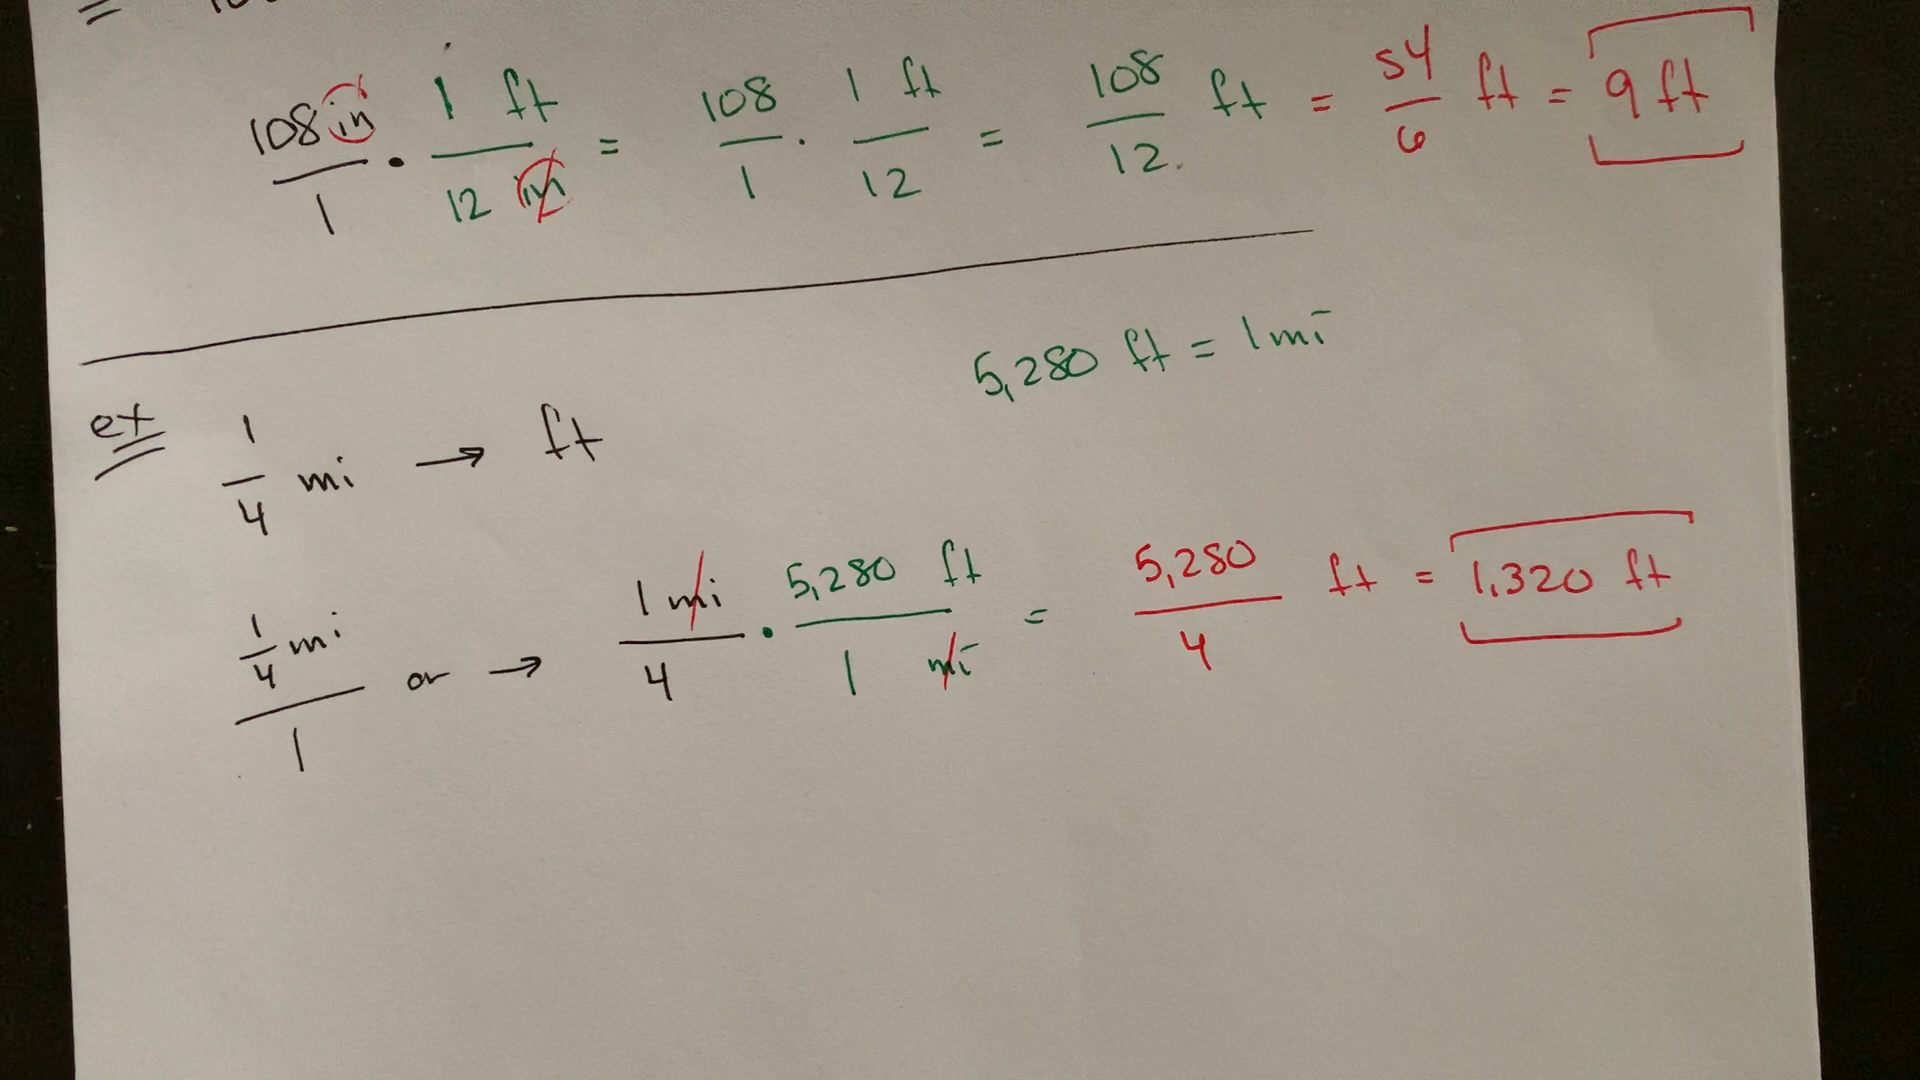 108 in/1 · 1 ft/12 in = 108/1 · 1 ft/12 = 108/12 ft = 54/6 ft = 9 ft
5,280 ft = 1 mi
ex 1/4 mi → ft
1/4 mi/1 or → 1 mi/4 · 5,280 ft/1 mi = 5,280/4 ft = 1,320 ft